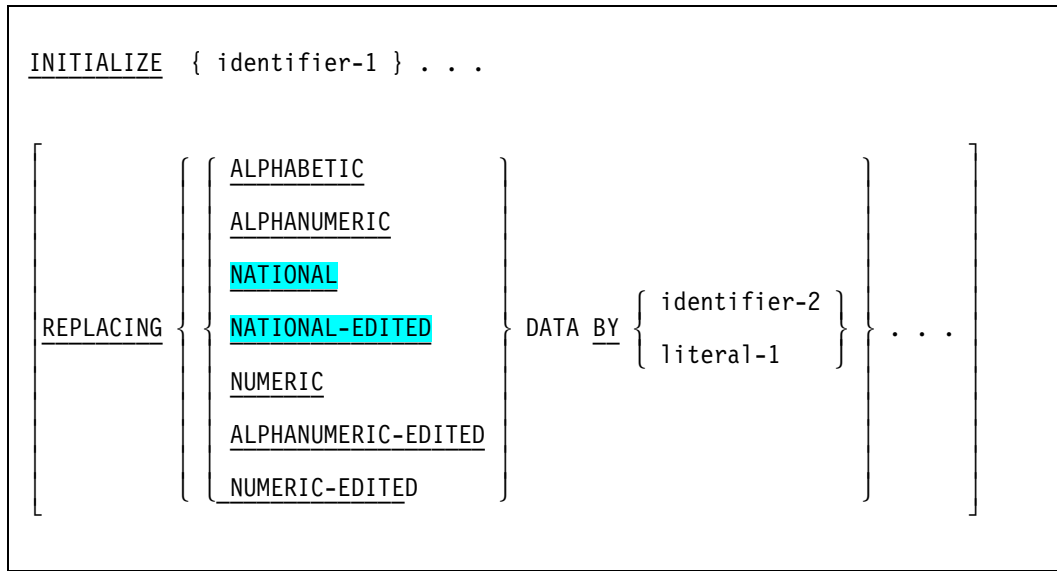 INITIALIZE { identifier-1 } . . .
ALPHABETIC
ALPHANUMERIC
NATIONAL
identifier-2
REPLACING NATIONAL-EDITED DATA BY . . .
literal-1
NUMERIC
ALPHANUMERIC-EDITED
NUMERIC-EDITED